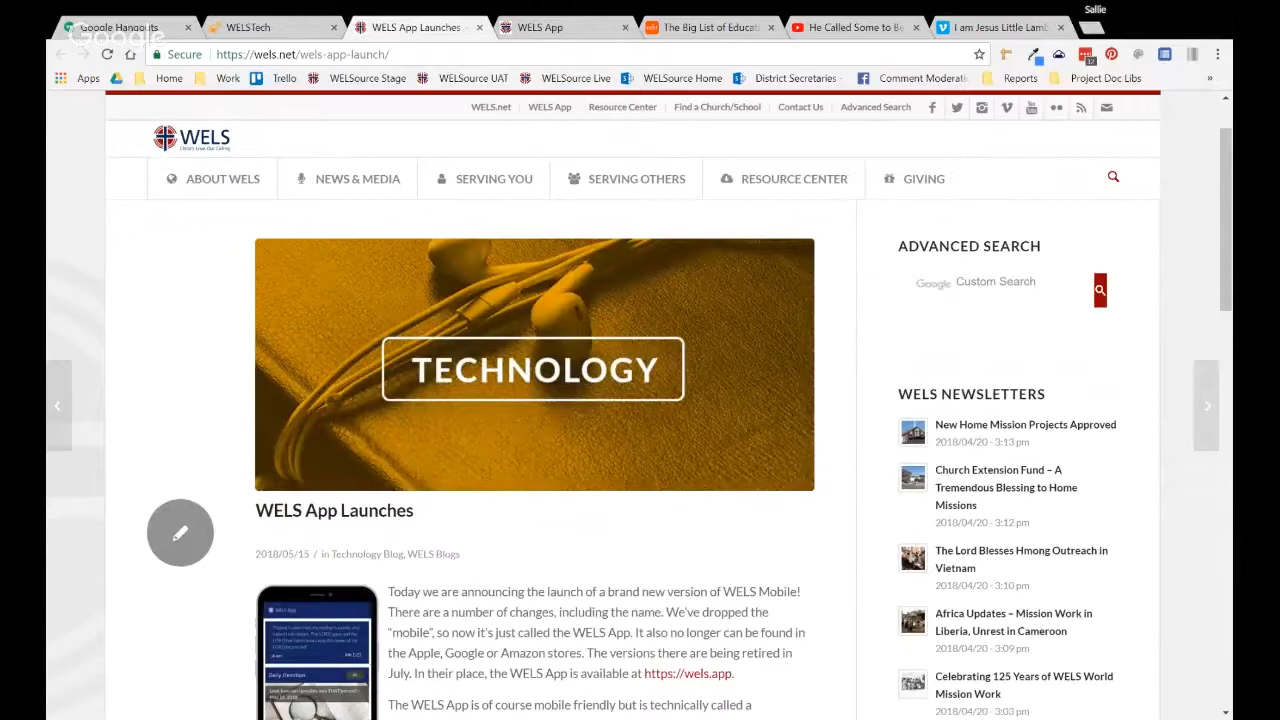 Sallie
Google
WELS App
WELS
The Big List of
He Called Some to Be
I am Jesus Little
Secure https://wels.net/wels-app-launch/
12
Apps Home Work Trello WELSource Stage WELSource UAT WELSource Live WELSource Home District Secretaries Comment Moderati Reports Project Doc Libs »
WELS.net WELS App Resource Center Find a Church/School Contact Us Advanced Search
WELS
Christ's Love, Our Calling
ABOUT WELS NEWS & MEDIA SERVING YOU SERVING OTHERS RESOURCE CENTER GIVING
TECHNOLOGY
WELS App Launches
2018/05/15 / in Technology Blog, WELS Blogs
Today we are announcing the launch of a brand new version of WELS Mobile!
There are a number of changes including the name. We've dropped the
"mobile" and are simply calling it WELS App. It also no longer can be found in
the Apple, Google or Amazon stores. The versions there are being retired in
July. In their place, the WELS App is available at https://wels.app.
The WELS App is of course mobile friendly but is technically called a
WELS App
Daily Devotion
ADVANCED SEARCH
Google Custom Search
WELS NEWSLETTERS
New Home Mission Projects Approved
2018/04/20 - 3:13 pm
Church Extension Fund – A
Tremendous Blessing to Home
Missions
2018/04/20 - 3:12 pm
The Lord Blesses Hmong Outreach in
Vietnam
2018/04/20 - 3:10 pm
Africa Updates – Mission Work in
Liberia, Unrest in Cameroon
2018/04/20 - 3:09 pm
Celebrating 125 Years of WELS World
Mission Work
2018/04/20 - 3:03 pm